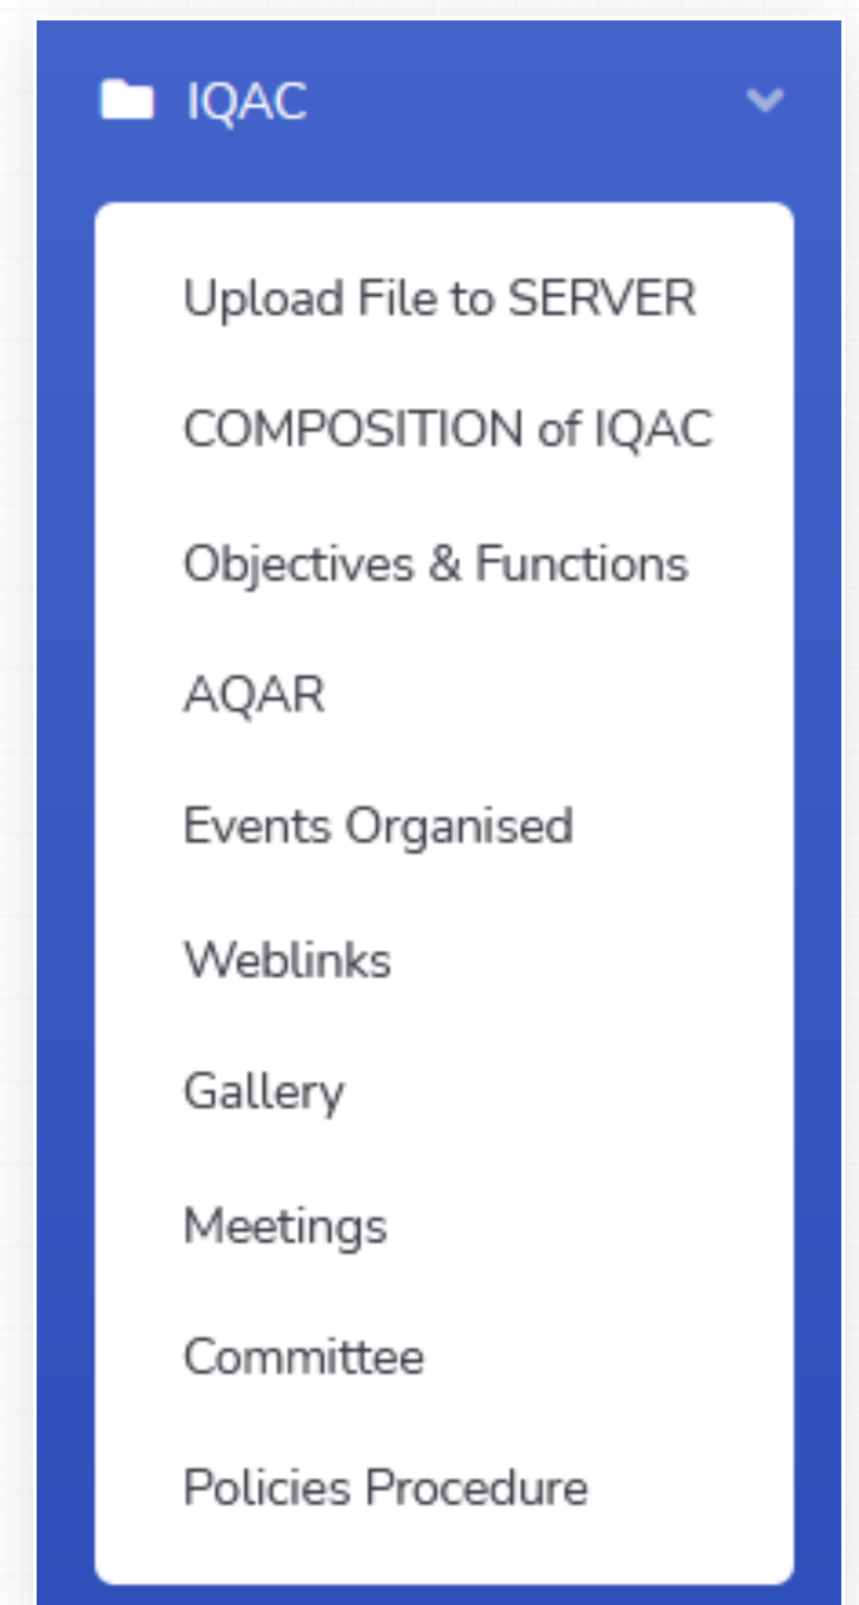 IQAC
Upload File to SERVER
COMPOSITION of IQAC
Objectives & Functions
AQAR
Events Organised
Weblinks
Gallery
Meetings
Committee
Policies Procedure